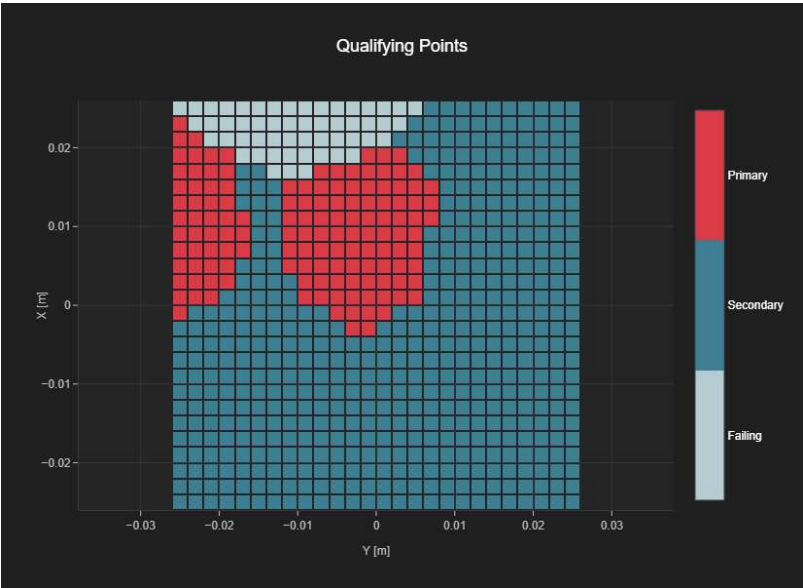 Qualifying Points
0.02
0.01
0
−0.01
−0.02
X [m]
−0.03
−0.02
−0.01
0
0.01
0.02
0.03
Y [m]
Primary
Secondary
Failing